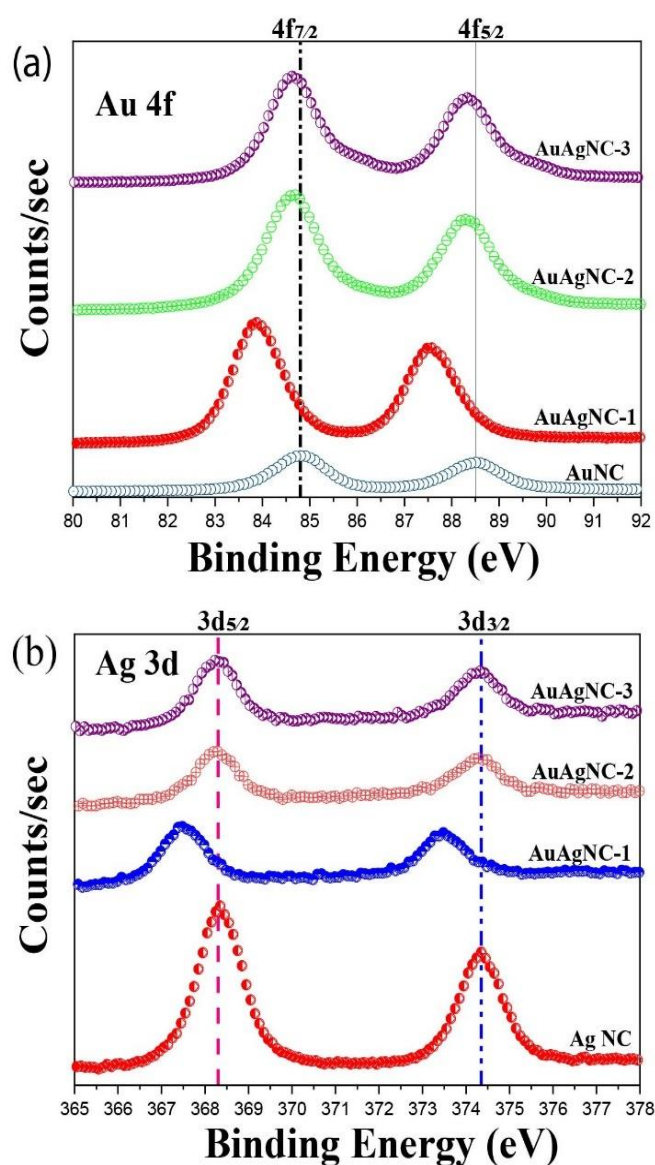 (a)
4f7/2 4f5/2
Au 4f
AuAgNC-3
AuAgNC-2
AuAgNC-1
AuNC
Counts/sec
80 81 82 83 84 85 86 87 88 89 90 91 92
Binding Energy (eV)
(b)
3d5/2 3d3/2
Ag 3d
AuAgNC-3
AuAgNC-2
AuAgNC-1
Ag NC
Counts/sec
365 366 367 368 369 370 371 372 373 374 375 376 377 378
Binding Energy (eV)